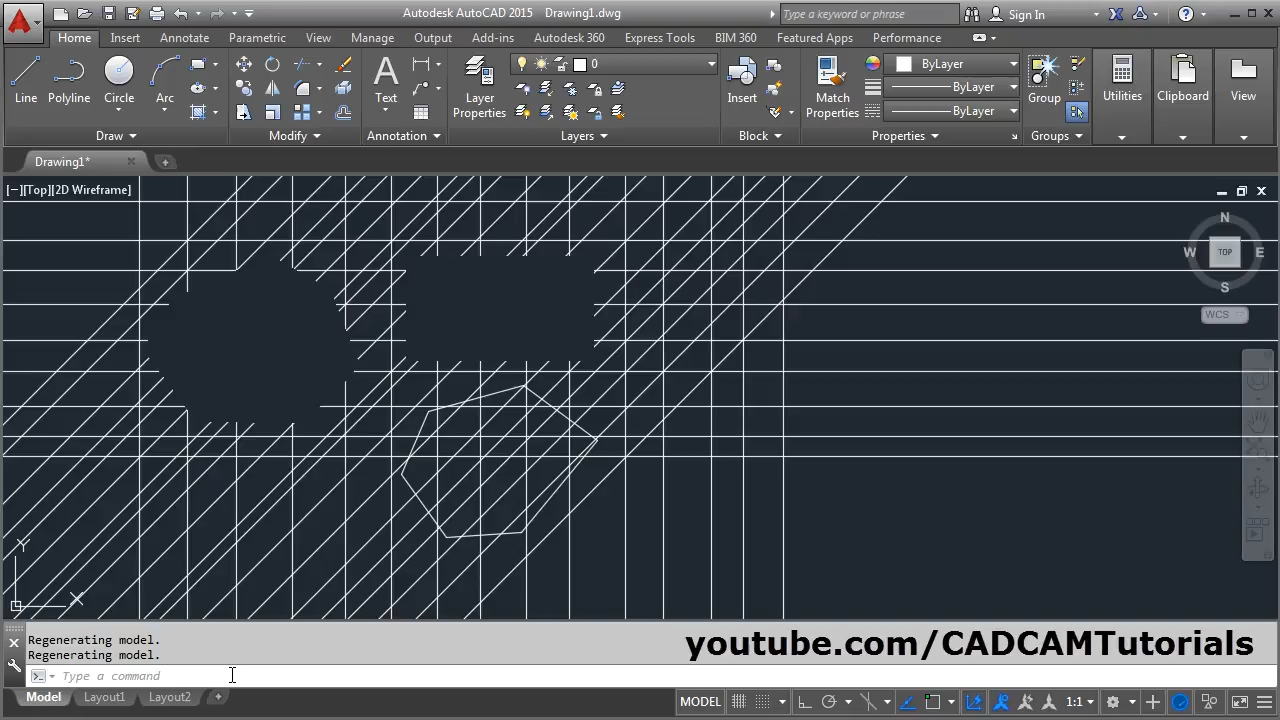 Autodesk AutoCAD 2015 Drawing1.dwg
Type a keyword or phrase
Sign In
Home Insert Annotate Parametric View Manage Output Add-ins Autodesk 360 Express Tools BIM 360 Featured Apps Performance
Line Polyline Circle Arc
Text
Layer Properties
0
Insert
Match Properties
ByLayer
ByLayer
ByLayer
Group
Utilities
Clipboard
View
Draw Modify Annotation Layers Block Properties Groups
Drawing1*
[−][Top][2D Wireframe]
N
W TOP E
S
WCS
Y
X
Regenerating model.
Regenerating model.
youtube.com/CADCAMTutorials
Type a command
Model Layout1 Layout2
MODEL
1:1